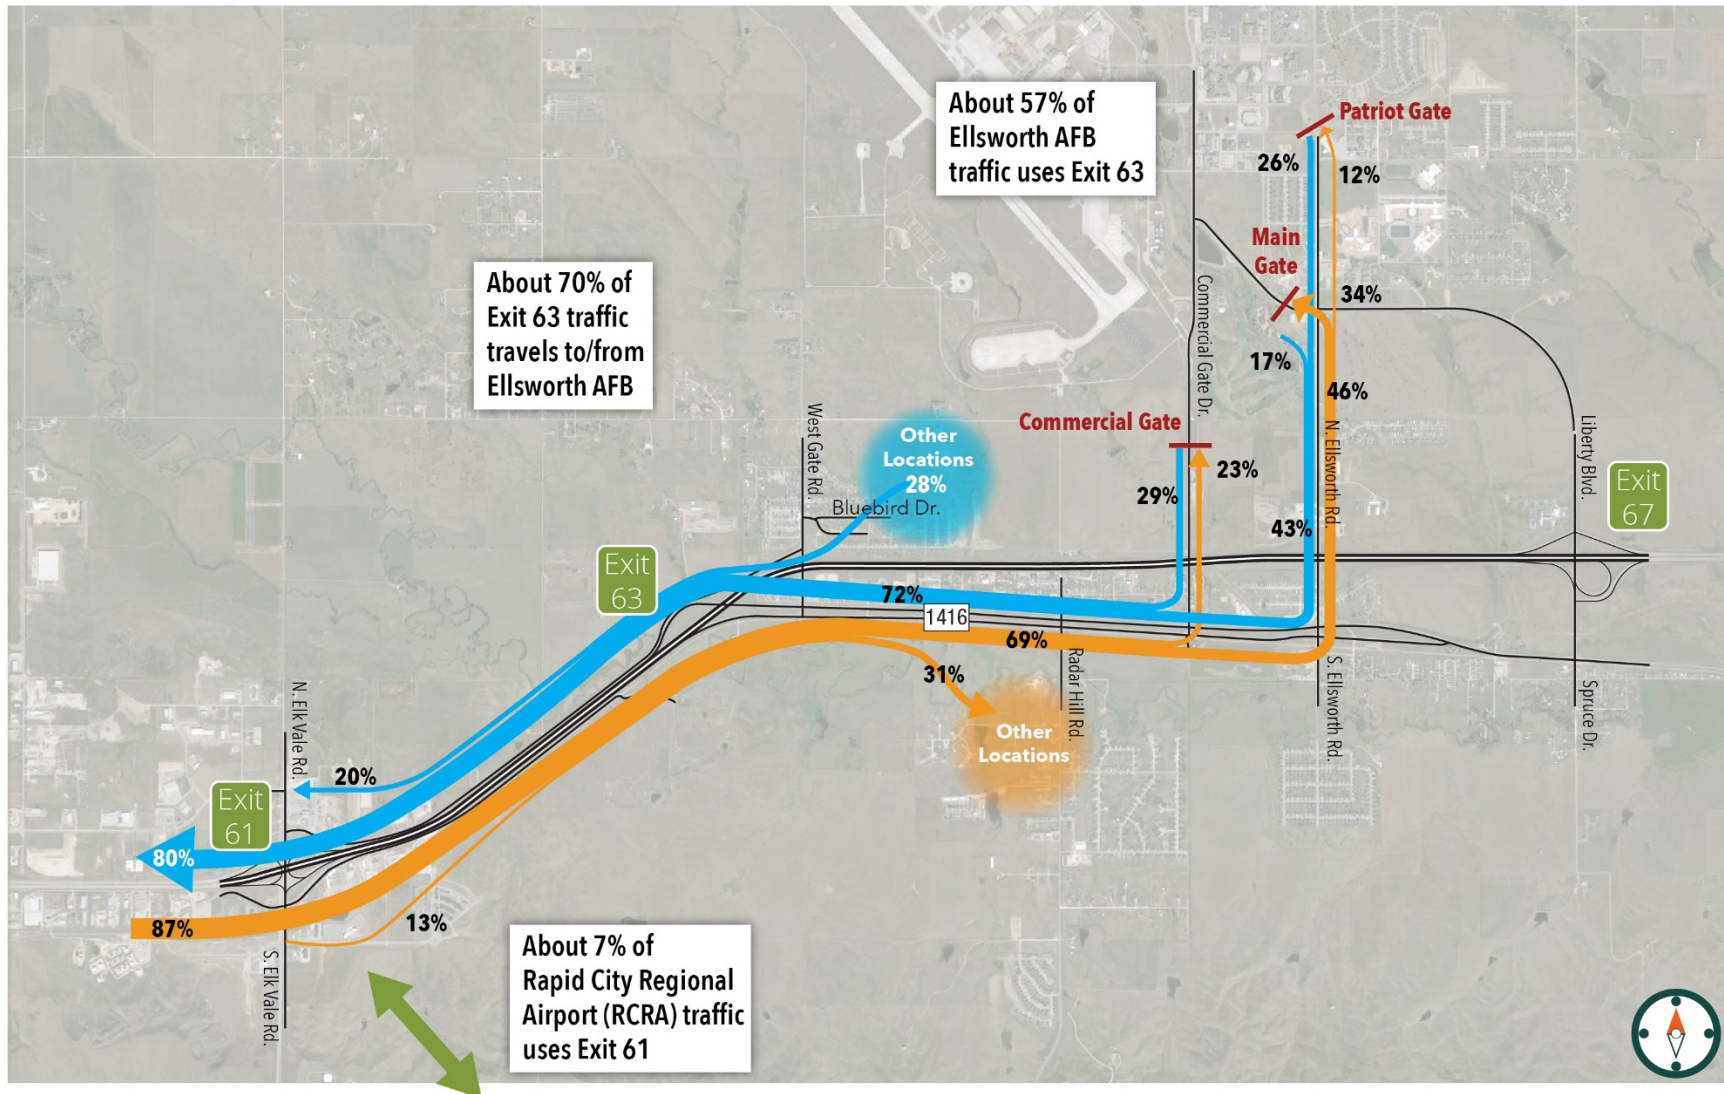 About 57% of
Ellsworth AFB
traffic uses Exit 63
Patriot Gate
26%
12%
Main
Gate
34%
17%
46%
About 70% of
Exit 63 traffic
travels to/from
Ellsworth AFB
Commercial Gate Dr.
Commercial Gate
23%
29%
43%
N. Ellsworth Rd.
Liberty Blvd.
Exit
67
West Gate Rd.
Other
Locations
28%
Bluebird Dr.
Exit
63
72%
1416
69%
31%
Radar Hill Rd.
S. Ellsworth Rd.
Spruce Dr.
Other
Locations
N. Elk Vale Rd.
20%
Exit
61
80%
87%
13%
S. Elk Vale Rd.
About 7% of
Rapid City Regional
Airport (RCRA) traffic
uses Exit 61